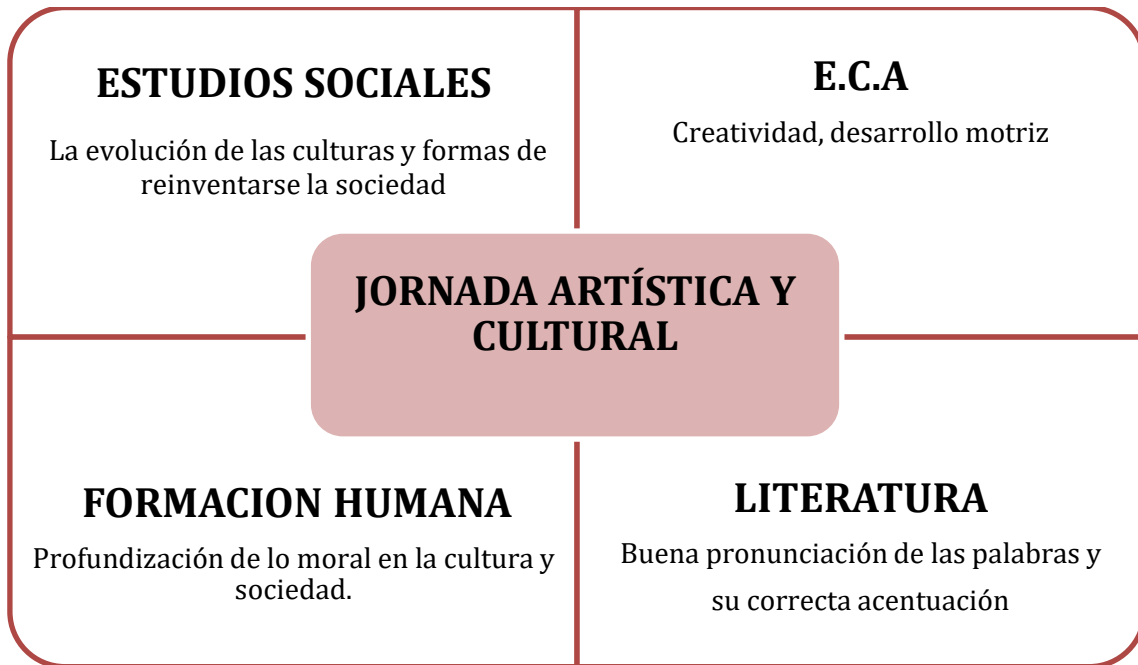 ESTUDIOS SOCIALES
La evolución de las culturas y formas de
reinventarse la sociedad
E.C.A
Creatividad, desarrollo motriz
JORNADA ARTÍSTICA Y
CULTURAL
FORMACION HUMANA
Profundización de lo moral en la cultura y
sociedad.
LITERATURA
Buena pronunciación de las palabras y
su correcta acentuación